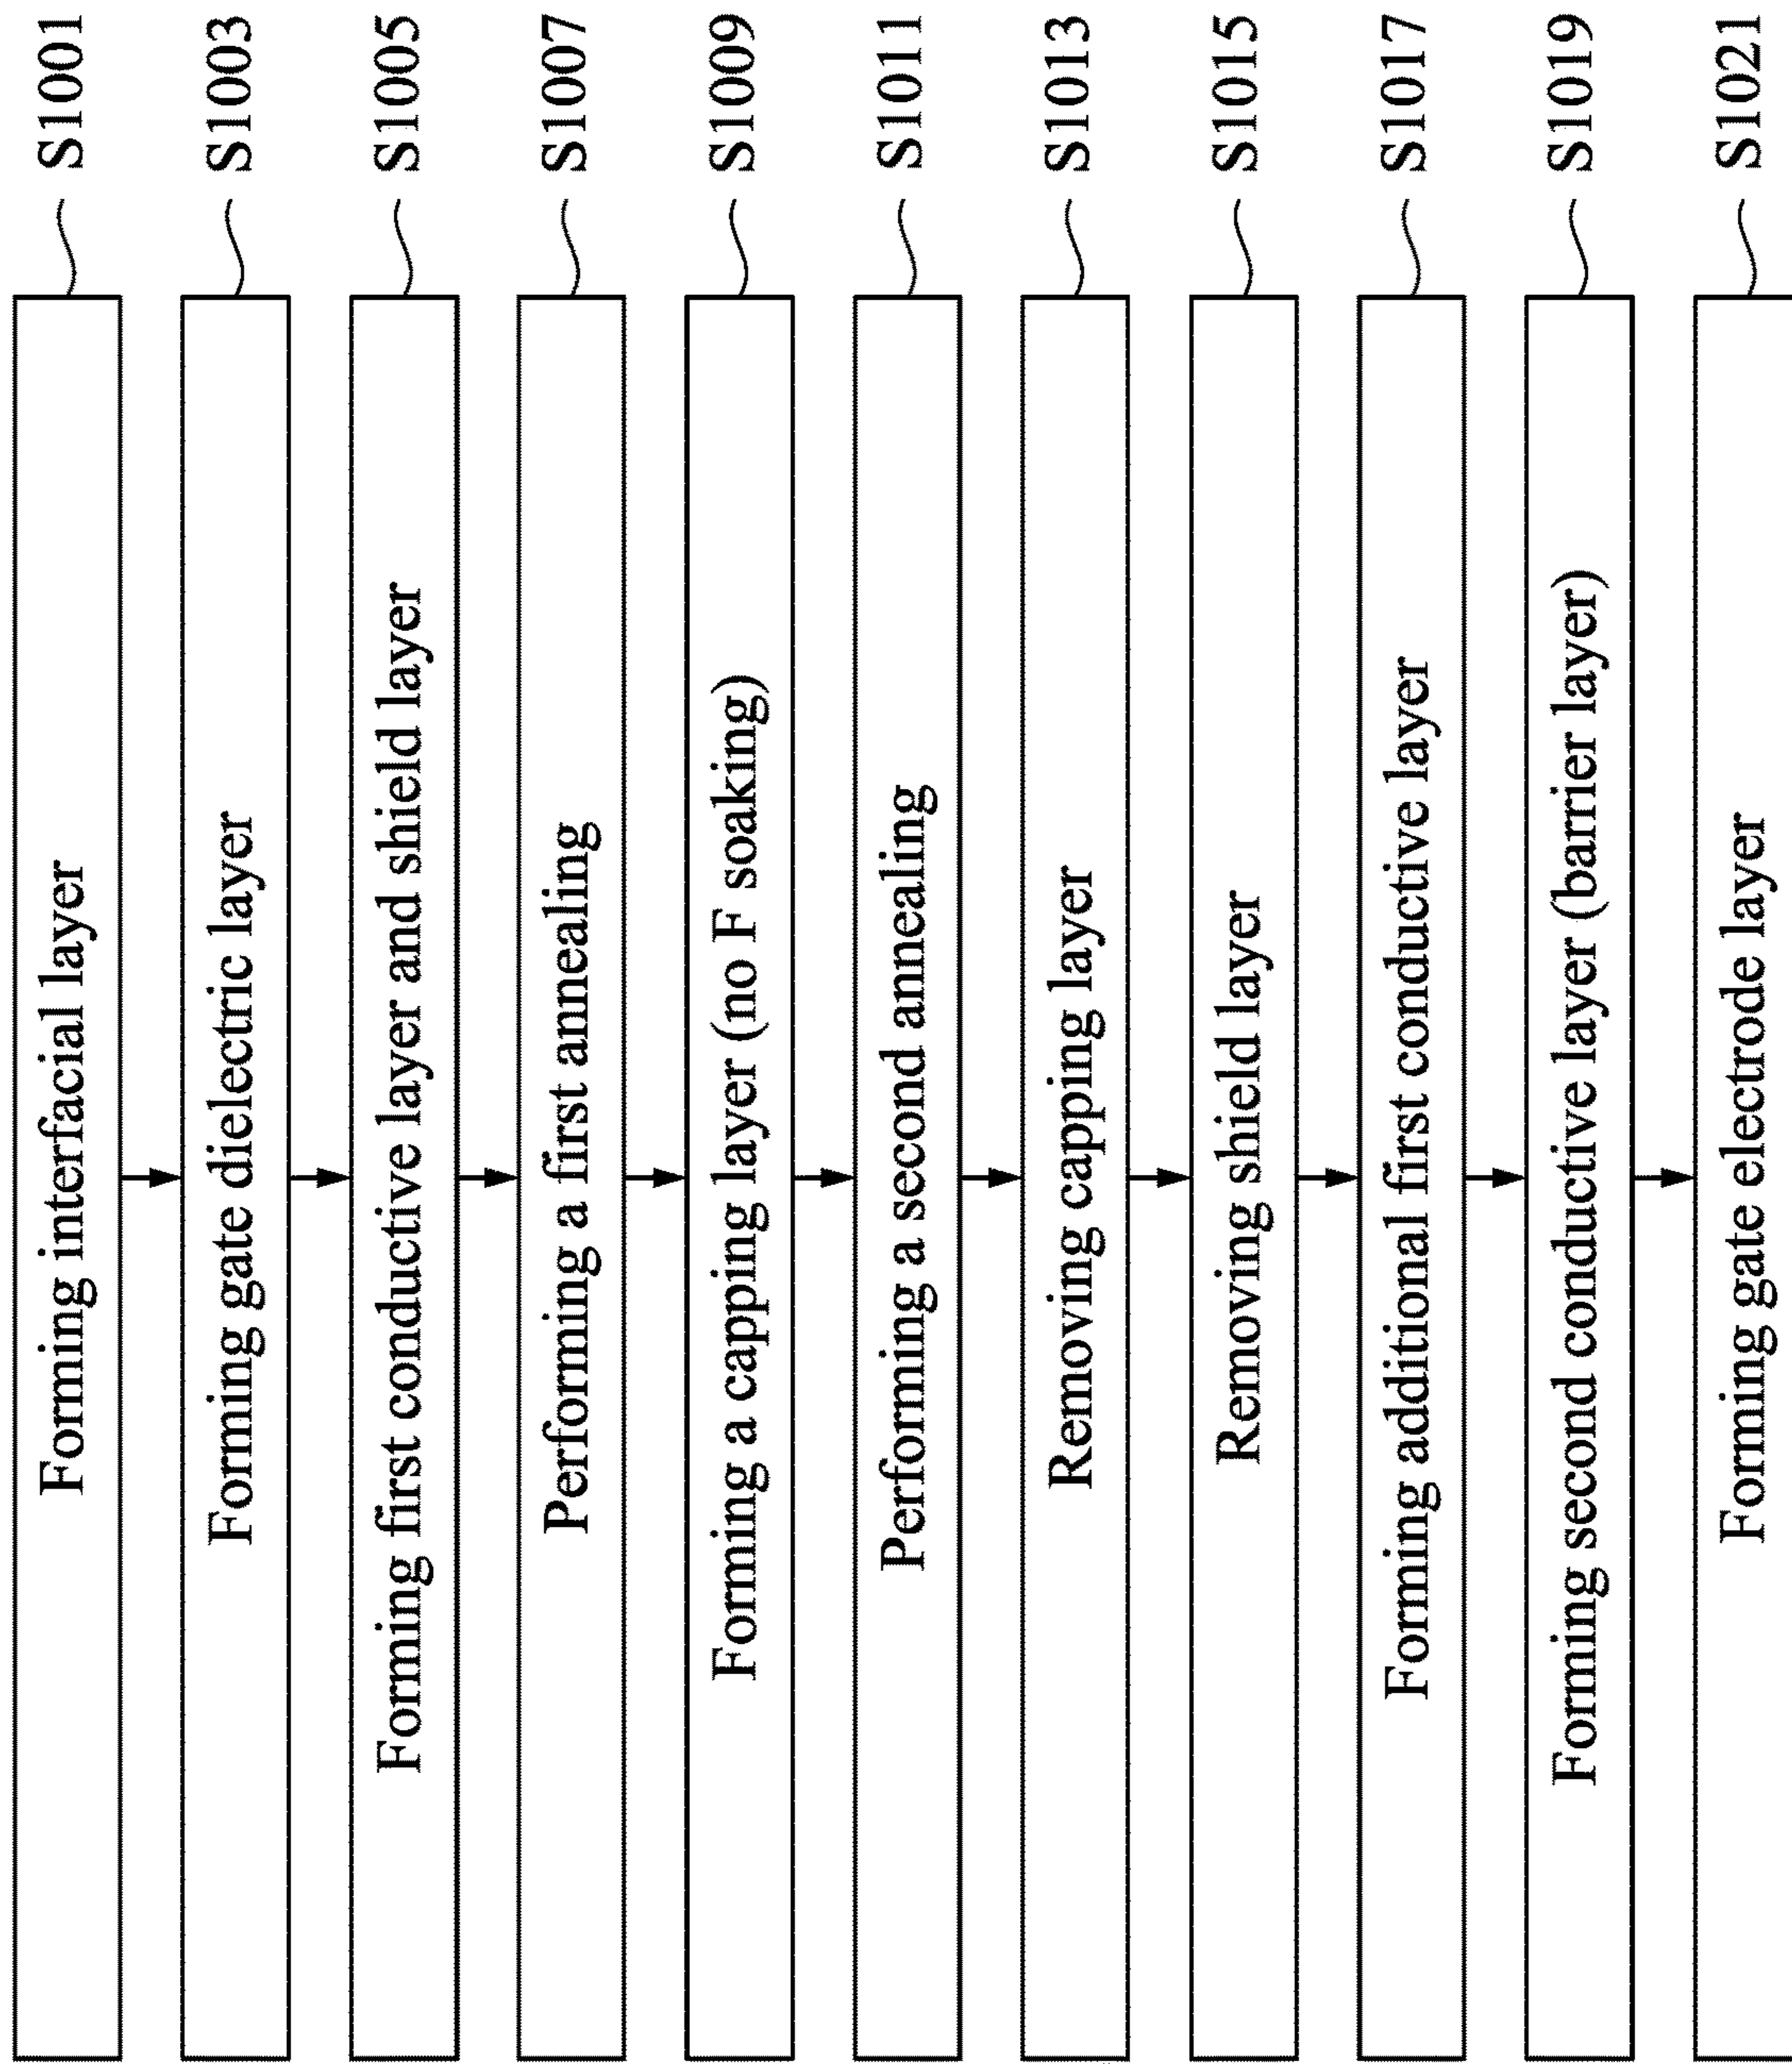 Forming interfacial layer S1001
Forming gate dielectric layer S1003
Forming first conductive layer and shield layer S1005
Performing a first annealing S1007
Forming a capping layer (no F soaking) S1009
Performing a second annealing S1011
Removing capping layer S1013
Removing shield layer S1015
Forming additional first conductive layer S1017
Forming second conductive layer (barrier layer) S1019
Forming gate electrode layer S1021